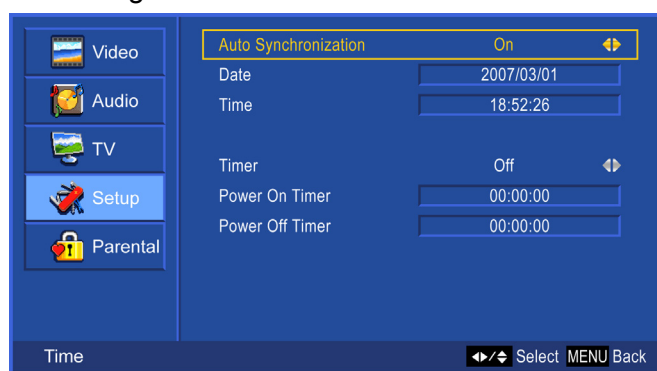 Video
Audio
TV
Setup
Parental
Auto Synchronization On
Date 2007/03/01
Time 18:52:26
Timer Off
Power On Timer 00:00:00
Power Off Timer 00:00:00
Time
/ Select MENU Back